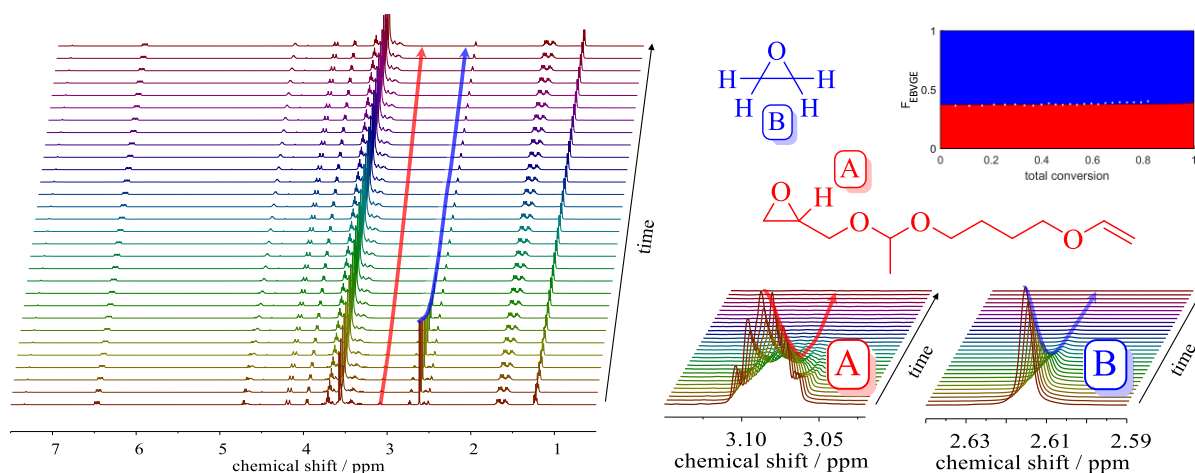 7 6 5 4 3 2 1
chemical shift / ppm
time
O
H H
H H
B
1
0.5
0
F_EBVGE
0 0.2 0.4 0.6 0.8 1
total conversion
A
O H
O O
O
A
time
3.10 3.05
chemical shift / ppm
B
time
2.63 2.61 2.59
chemical shift / ppm